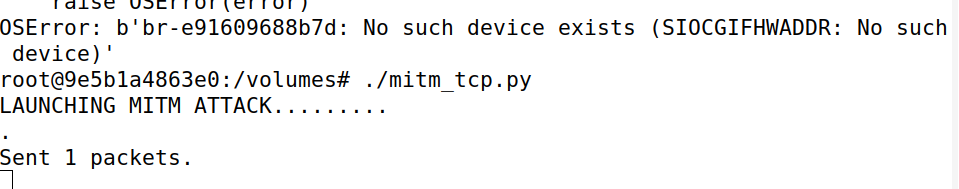 raise OSError(error)
OSError: b'br-e91609688b7d: No such device exists (SIOCGIFHWADDR: No such
 device)'
root@9e5b1a4863e0:/volumes# ./mitm_tcp.py
LAUNCHING MITM ATTACK.........
.
Sent 1 packets.